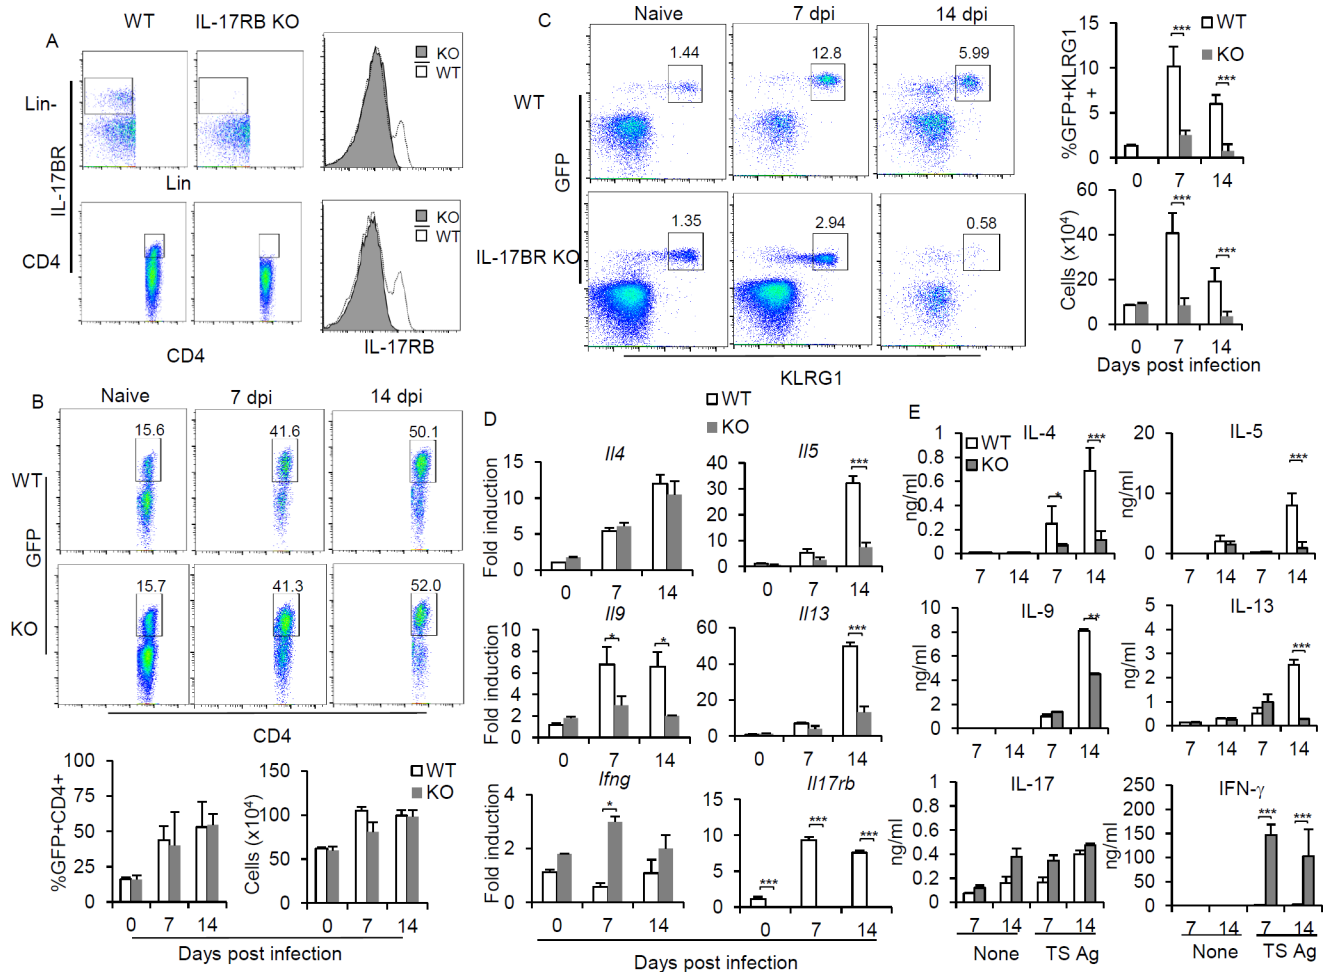 A
WT
IL-17RB KO
KO
WT
Lin-
IL-17BR
Lin
KO
WT
CD4
CD4
IL-17RB
B
Naive
7 dpi
14 dpi
15.6
41.6
50.1
WT
GFP
15.7
41.3
52.0
KO
CD4
%GFP+CD4+
100
75
50
25
0
0
7
14
Cells (x10⁴)
150
100
50
0
WT
KO
0
7
14
Days post infection
C
Naive
7 dpi
14 dpi
1.44
12.8
5.99
WT
GFP
1.35
2.94
0.58
IL-17BR KO
KLRG1
%GFP+KLRG1
+
15
10
5
0
***
***
WT
KO
0
7
14
Cells (x10⁴)
60
40
20
0
***
***
0
7
14
Days post infection
D
WT
KO
Il4
Fold induction
15
10
5
0
0
7
14
Il5
40
30
20
10
0
***
0
7
14
Il9
Fold induction
10
8
6
4
2
0
*
*
0
7
14
Il13
60
40
20
0
***
0
7
14
Ifng
Fold induction
4
2
0
*
0
7
14
Il17rb
15
10
5
0
***
***
***
0
7
14
Days post infection
E
IL-4
WT
KO
ng/ml
1
0.8
0.6
0.4
0.2
0
*
***
7
14
7
14
IL-5
ng/ml
20
10
0
***
7
14
7
14
IL-9
ng/ml
10
8
6
4
2
0
**
7
14
7
14
IL-13
ng/ml
5
4
3
2
1
0
***
7
14
7
14
IL-17
ng/ml
1
0.8
0.6
0.4
0.2
0
7
14
7
14
None
TS Ag
IFN-γ
ng/ml
250
200
150
100
50
0
***
***
7
14
7
14
None
TS Ag